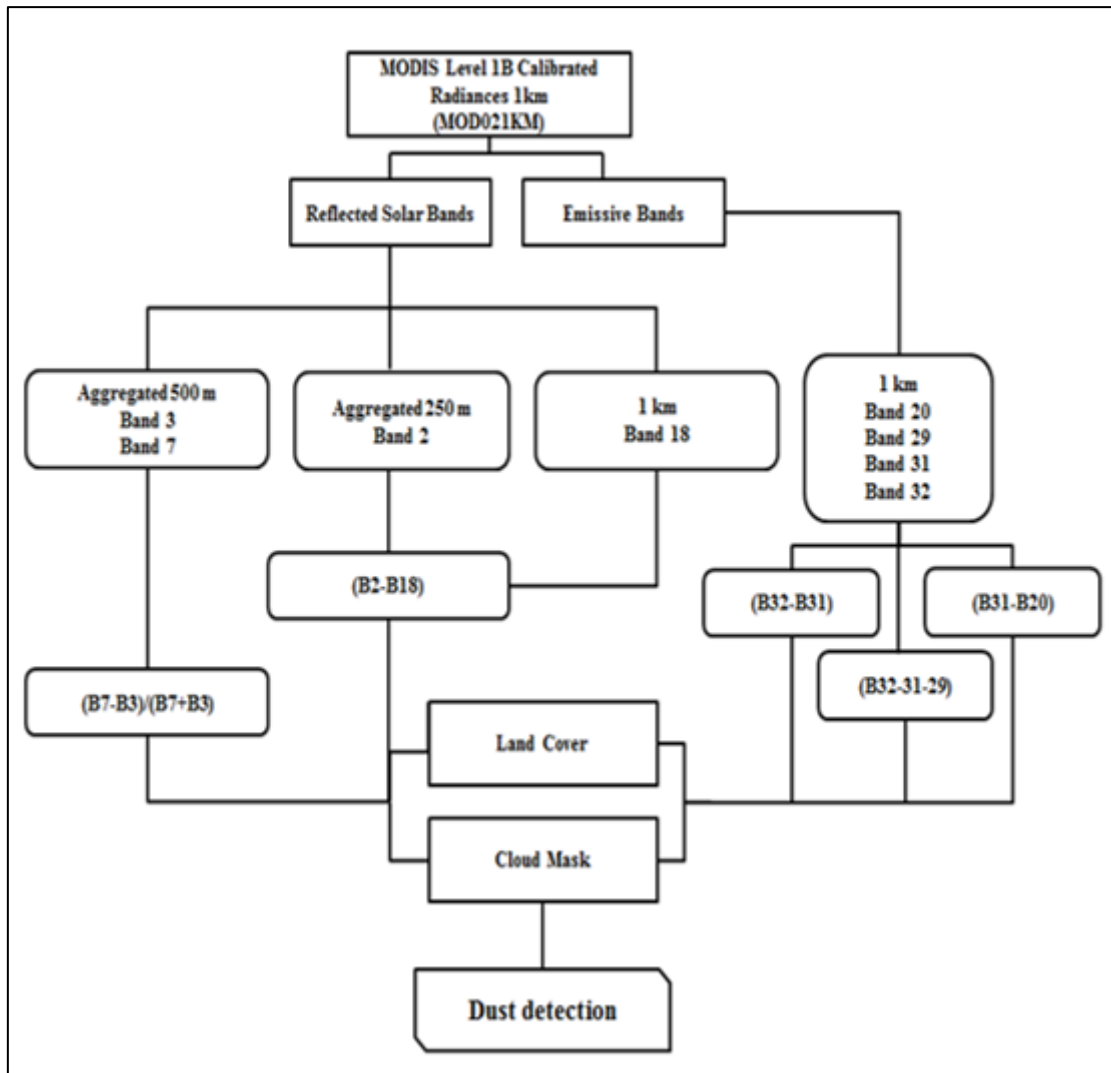 MODIS Level 1B Calibrated
Radiances 1km
(MOD021KM)
Reflected Solar Bands
Emissive Bands
Aggregated 500 m
Band 3
Band 7
Aggregated 250 m
Band 2
1 km
Band 18
1 km
Band 20
Band 29
Band 31
Band 32
(B2-B18)
(B32-B31)
(B31-B20)
(B32-31-29)
(B7-B3)/(B7+B3)
Land Cover
Cloud Mask
Dust detection